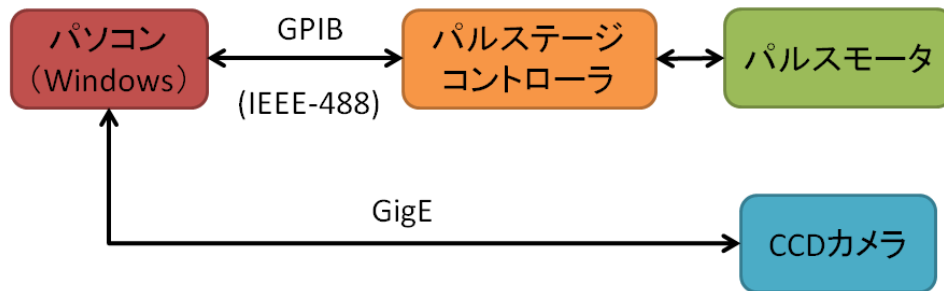 パソコン
（Windows）
GPIB
(IEEE-488)
パルステージ
コントローラ
パルスモータ
GigE
CCDカメラ